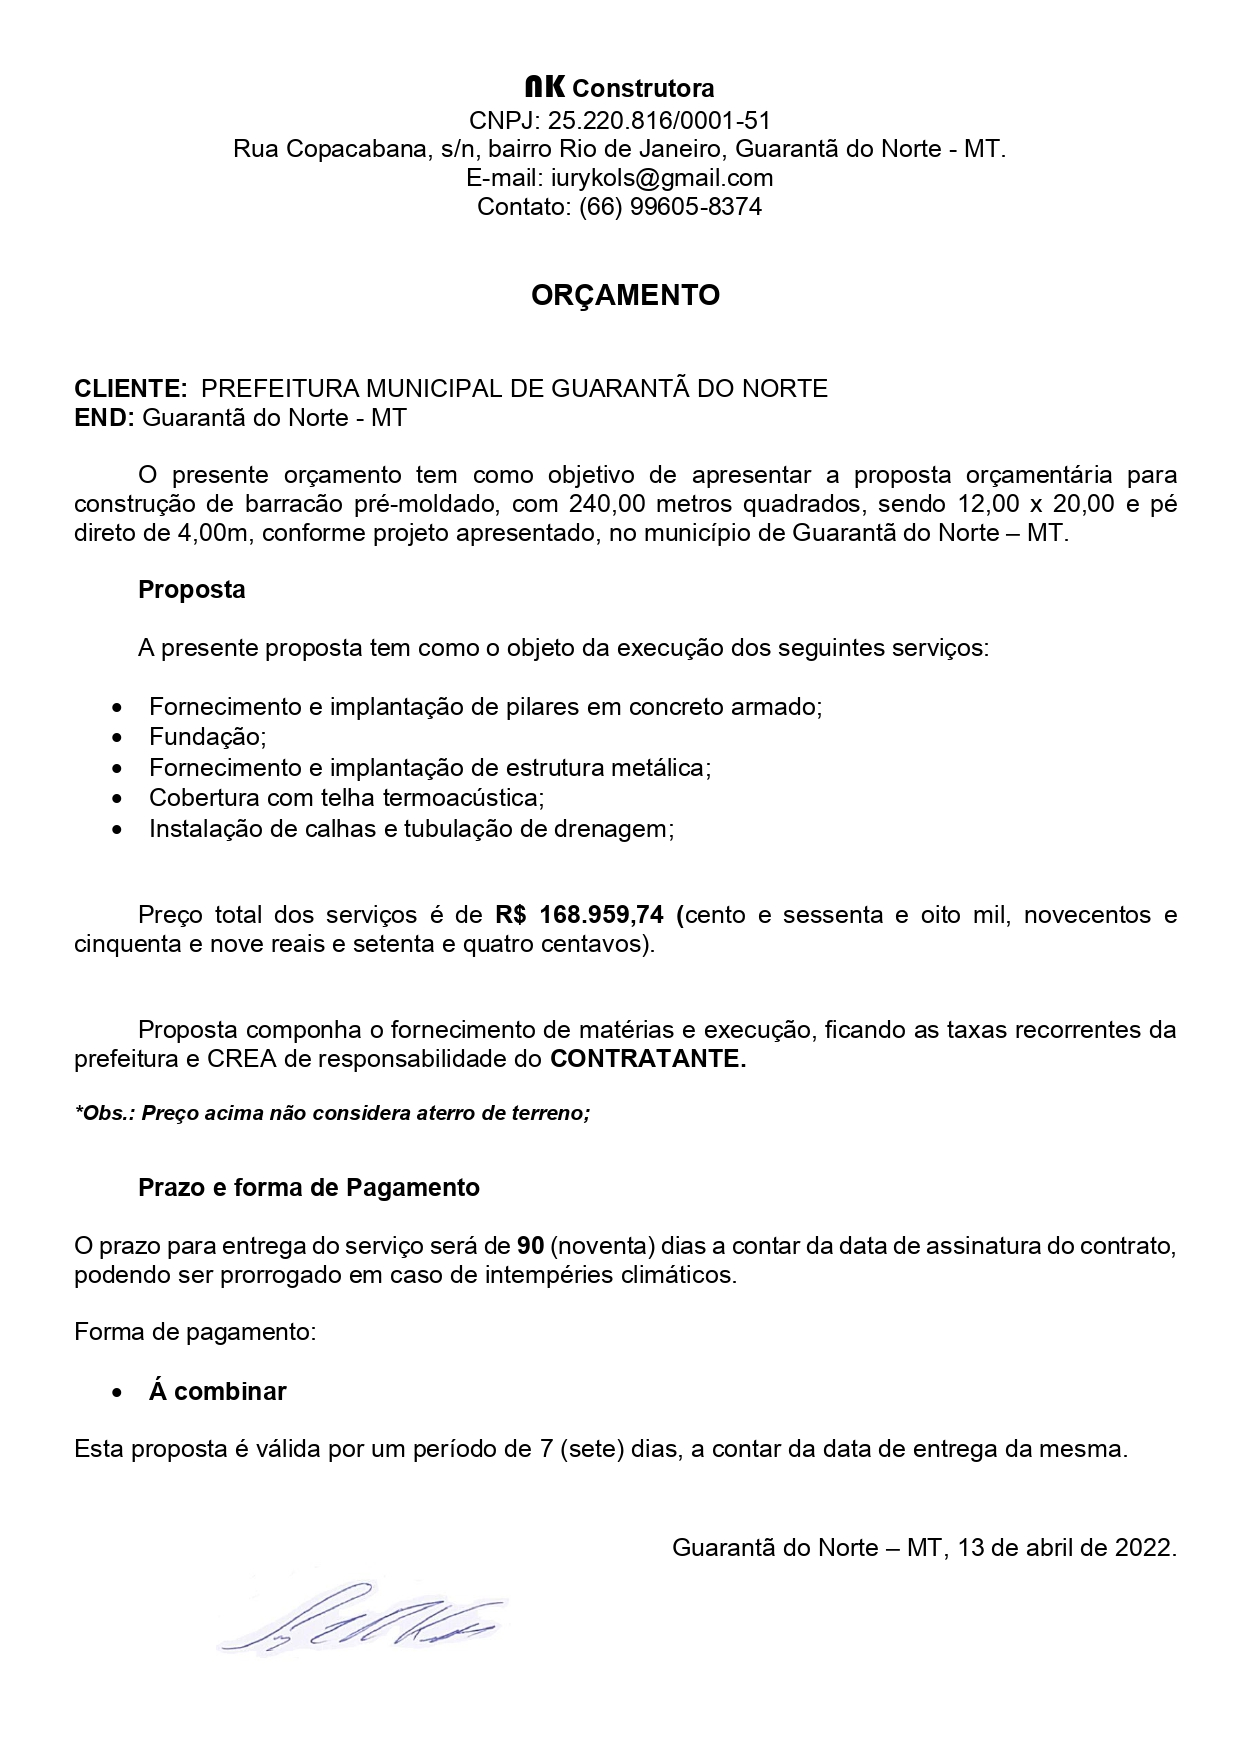 NK Construtora
CNPJ: 25.220.816/0001-51
Rua Copacabana, s/n, bairro Rio de Janeiro, Guarantã do Norte - MT.
E-mail: iurykols@gmail.com
Contato: (66) 99605-8374
ORÇAMENTO
CLIENTE: PREFEITURA MUNICIPAL DE GUARANTÃ DO NORTE
END: Guarantã do Norte - MT
O presente orçamento tem como objetivo de apresentar a proposta orçamentária para
construção de barracão pré-moldado, com 240,00 metros quadrados, sendo 12,00 x 20,00 e pé
direto de 4,00m, conforme projeto apresentado, no município de Guarantã do Norte – MT.
Proposta
A presente proposta tem como o objeto da execução dos seguintes serviços:
• Fornecimento e implantação de pilares em concreto armado;
• Fundação;
• Fornecimento e implantação de estrutura metálica;
• Cobertura com telha termoacústica;
• Instalação de calhas e tubulação de drenagem;
Preço total dos serviços é de R$ 168.959,74 (cento e sessenta e oito mil, novecentos e
cinquenta e nove reais e setenta e quatro centavos).
Proposta componha o fornecimento de matérias e execução, ficando as taxas recorrentes da
prefeitura e CREA de responsabilidade do CONTRATANTE.
*Obs.: Preço acima não considera aterro de terreno;
Prazo e forma de Pagamento
O prazo para entrega do serviço será de 90 (noventa) dias a contar da data de assinatura do contrato,
podendo ser prorrogado em caso de intempéries climáticos.
Forma de pagamento:
• Á combinar
Esta proposta é válida por um período de 7 (sete) dias, a contar da data de entrega da mesma.
Guarantã do Norte – MT, 13 de abril de 2022.